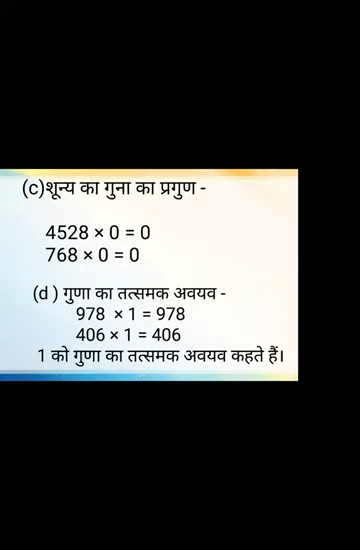 (c)शून्य का गुना का प्रगुण -
4528 × 0 = 0
768 × 0 = 0
(d ) गुणा का तत्समक अवयव -
978 × 1 = 978
406 × 1 = 406
1 को गुणा का तत्समक अवयव कहते हैं।